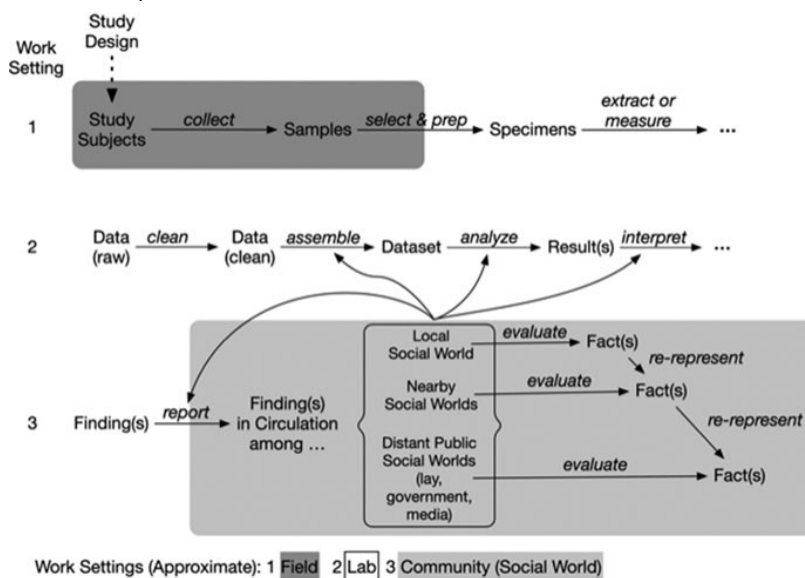 Study
Design
Work
Setting
1
Study
Subjects
collect
Samples
select & prep
Specimens
extract or
measure
...
2
Data
(raw)
clean
Data
(clean)
assemble
Dataset
analyze
Result(s)
interpret
...
3
Finding(s)
report
Finding(s)
in Circulation
among ...
Local
Social World
evaluate
Fact(s)
re-represent
Nearby
Social Worlds
evaluate
Fact(s)
re-represent
Distant Public
Social Worlds
(lay,
government,
media)
evaluate
Fact(s)
Work Settings (Approximate): 1 Field 2 Lab 3 Community (Social World)